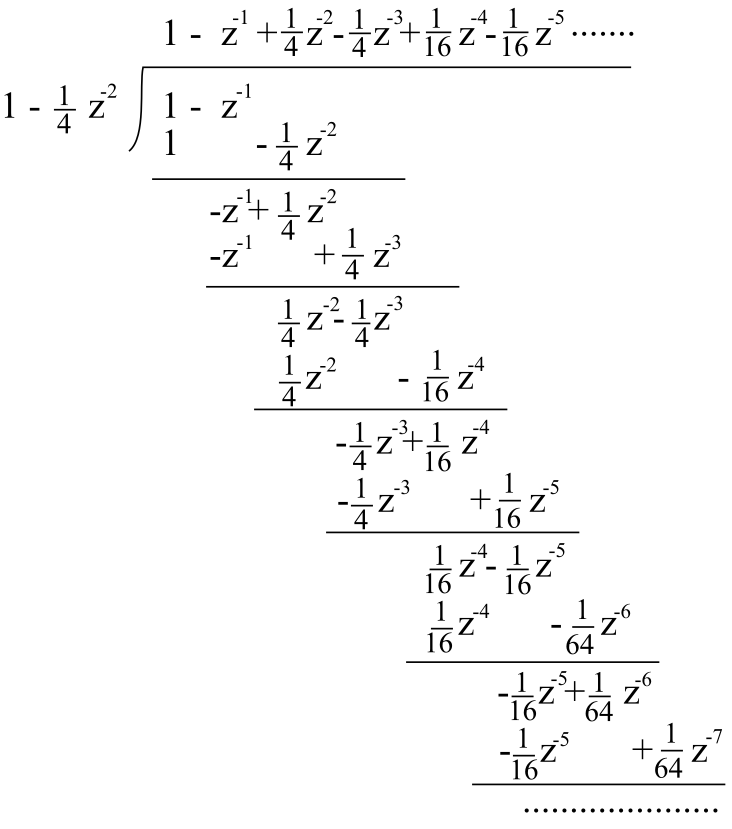 1 - z^-1 + 1/4 z^-2 - 1/4 z^-3 + 1/16 z^-4 - 1/16 z^-5 ·······
1 - 1/4 z^-2 1 - z^-1
1 - 1/4 z^-2
-z^-1 + 1/4 z^-2
-z^-1 + 1/4 z^-3
1/4 z^-2 - 1/4 z^-3
1/4 z^-2 - 1/16 z^-4
-1/4 z^-3 + 1/16 z^-4
-1/4 z^-3 + 1/16 z^-5
1/16 z^-4 - 1/16 z^-5
1/16 z^-4 - 1/64 z^-6
-1/16 z^-5 + 1/64 z^-6
-1/16 z^-5 + 1/64 z^-7
·····················